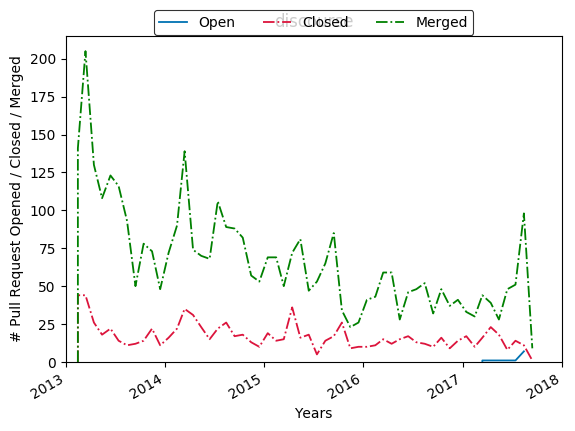 discourse
Open Closed Merged
# Pull Request Opened / Closed / Merged
200
175
150
125
100
75
50
25
0
2013 2014 2015 2016 2017 2018
Years